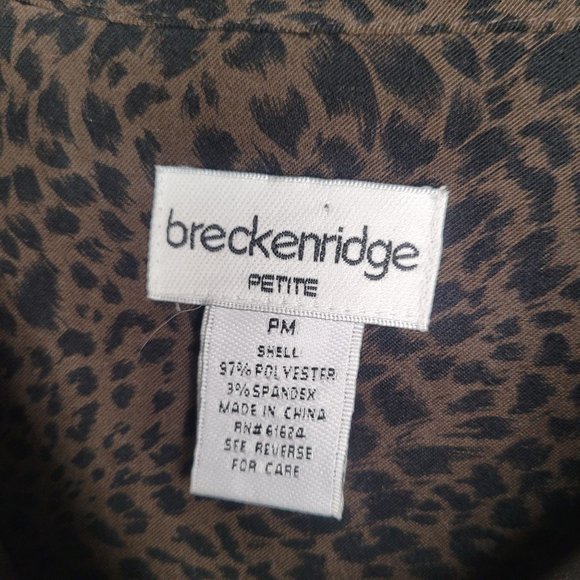 breckenridge
PETITE
PM
SHELL
97% POLYESTER
3% SPANDEX
MADE IN CHINA
RN# 61624
SEE REVERSE
FOR CARE